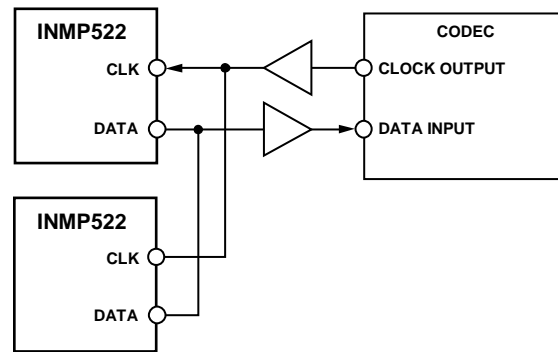 INMP522
CLK
DATA
CODEC
CLOCK OUTPUT
DATA INPUT
INMP522
CLK
DATA